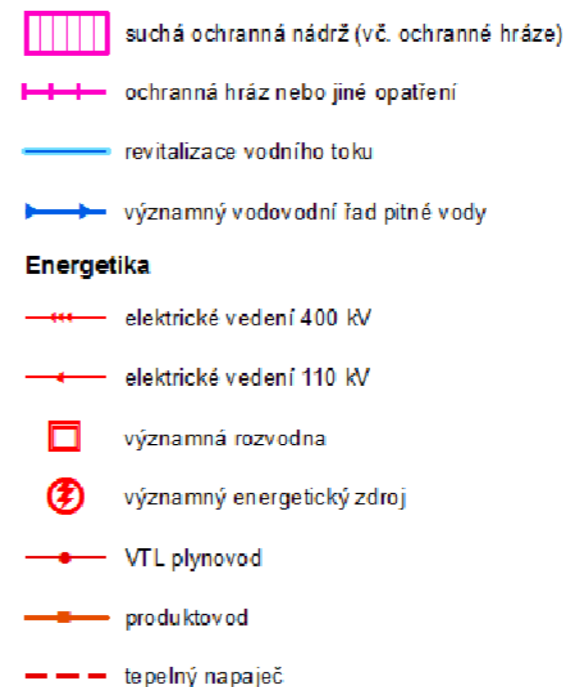 suchá ochranná nádrž (vč. ochranné hráze)
ochranná hráz nebo jiné opatření
revitalizace vodního toku
významný vodovodní řad pitné vody
Energetika
elektrické vedení 400 kV
elektrické vedení 110 kV
významná rozvodna
významný energetický zdroj
VTL plynovod
produktovod
tepelný napaječ